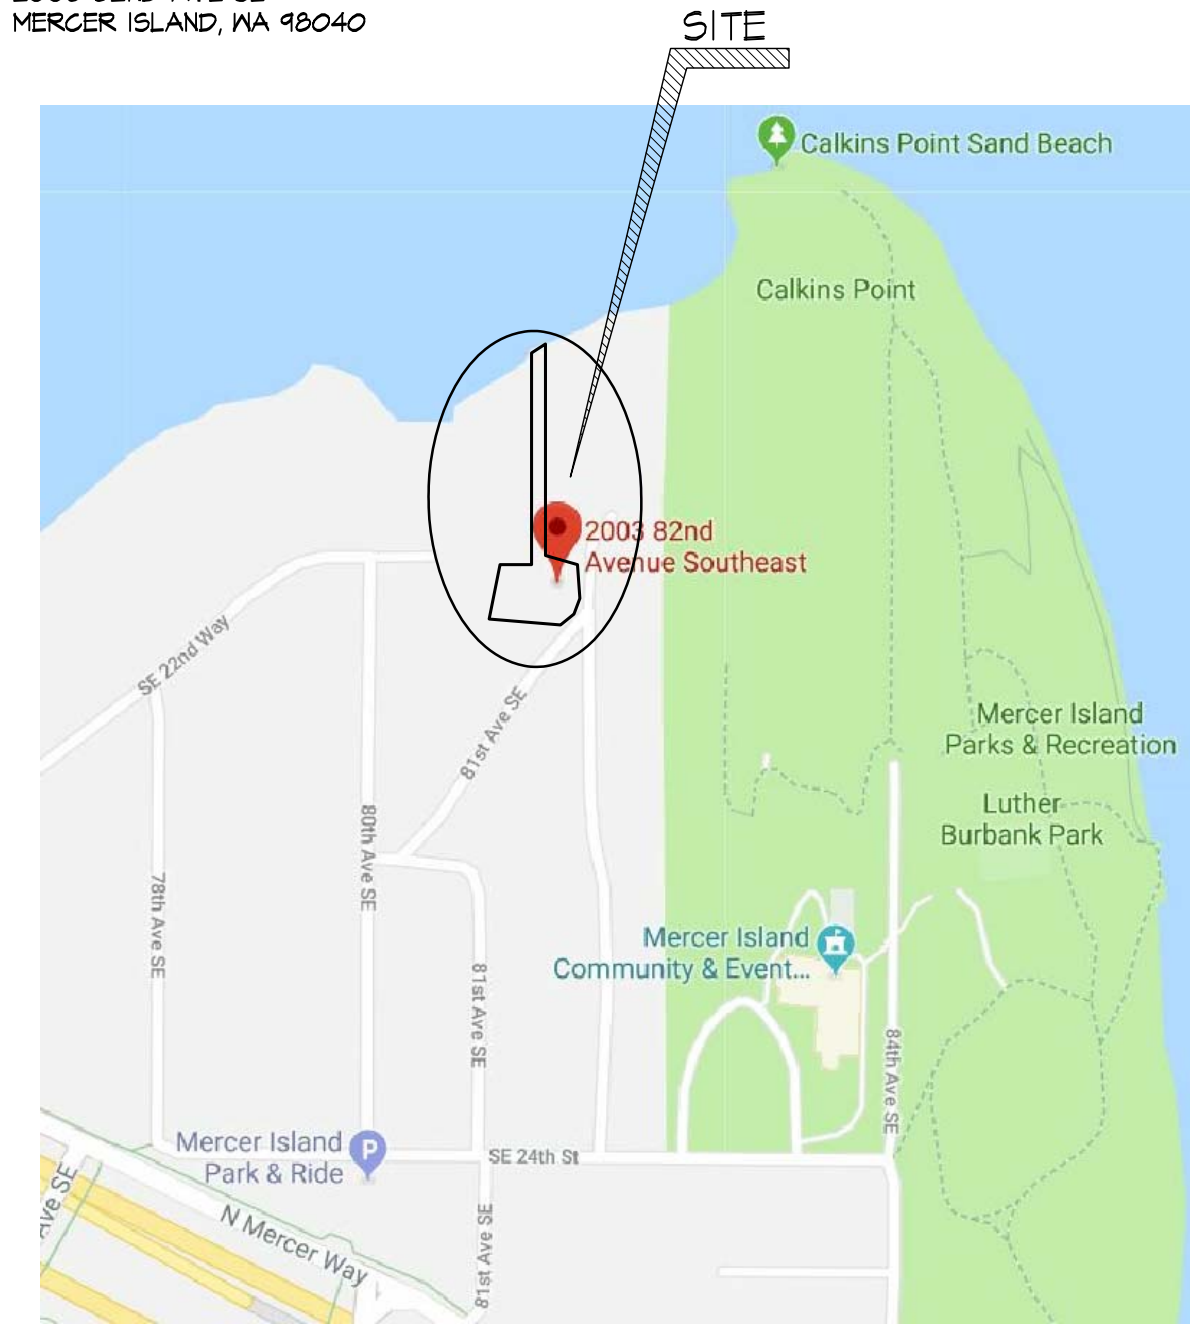 MERCER ISLAND, WA 98040
SITE
Calkins Point Sand Beach
Calkins Point
2003 82nd
Avenue Southeast
SE 22nd Way
81st Ave SE
Mercer Island
Parks & Recreation
Luther
Burbank Park
80th Ave SE
78th Ave SE
Mercer Island
Community & Event...
81st Ave SE
84th Ave SE
Mercer Island
Park & Ride
SE 24th St
Ave SE
N Mercer Way
81st Ave SE
P